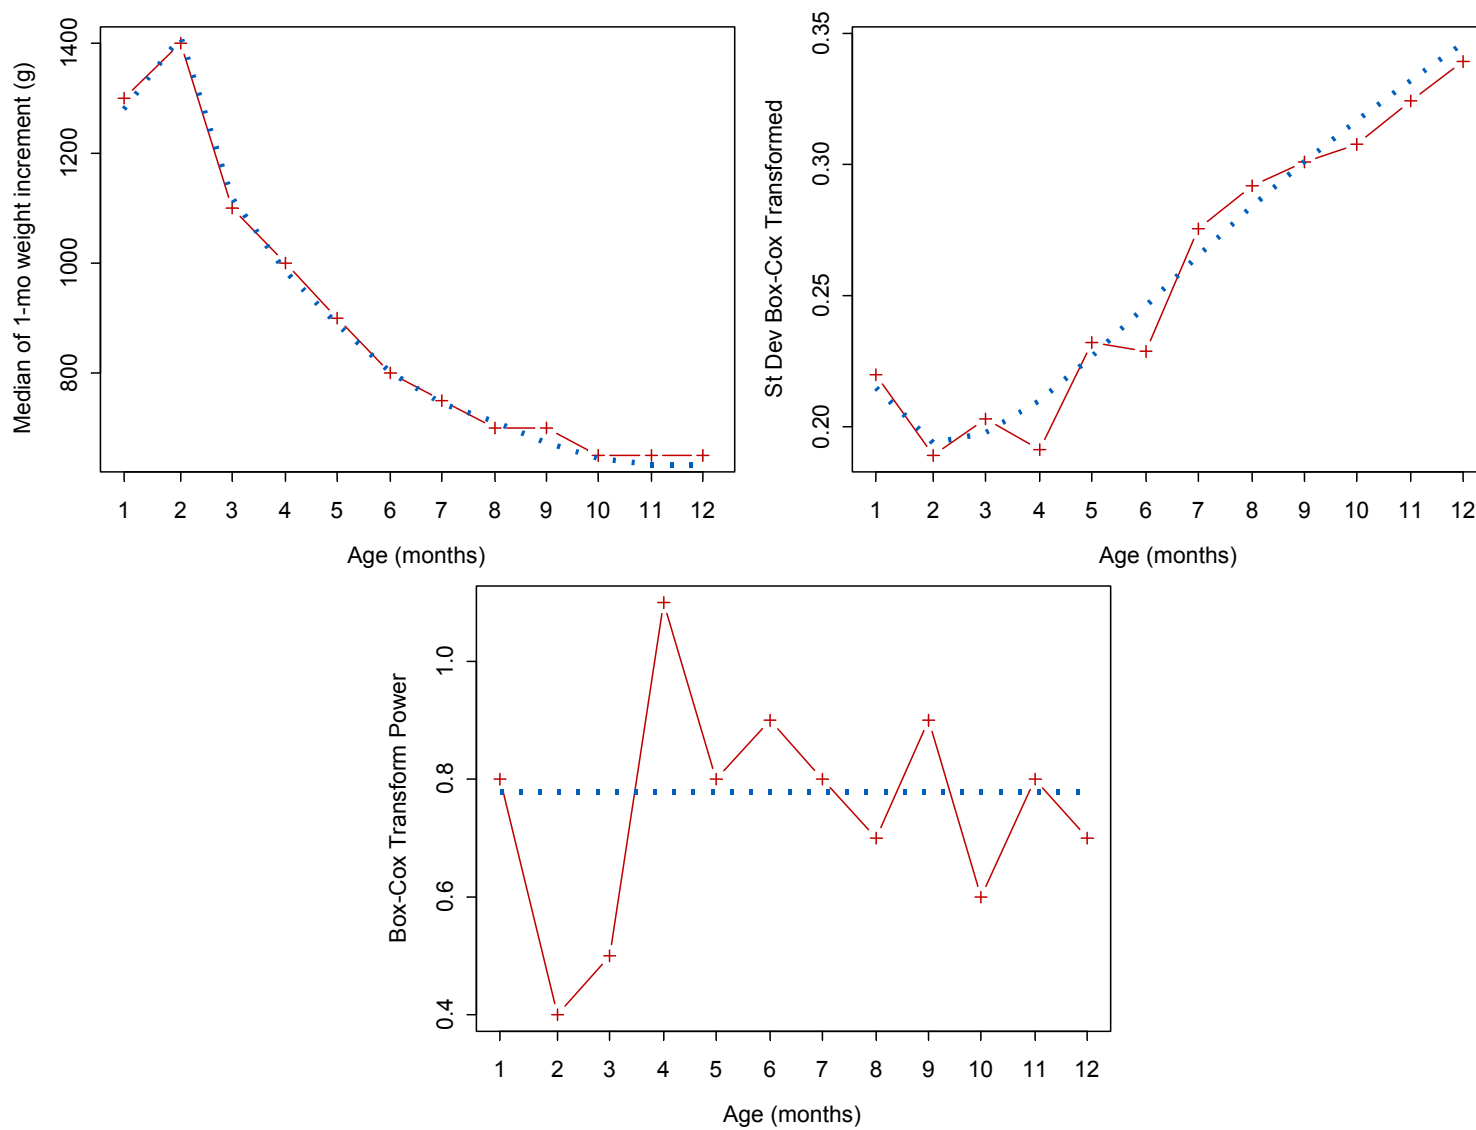 Median of 1-mo weight increment (g)
1400
1200
1000
800
1 2 3 4 5 6 7 8 9 10 11 12
Age (months)
St Dev Box-Cox Transformed
0.35
0.30
0.25
0.20
1 2 3 4 5 6 7 8 9 10 11 12
Age (months)
Box-Cox Transform Power
1.0
0.8
0.6
0.4
1 2 3 4 5 6 7 8 9 10 11 12
Age (months)